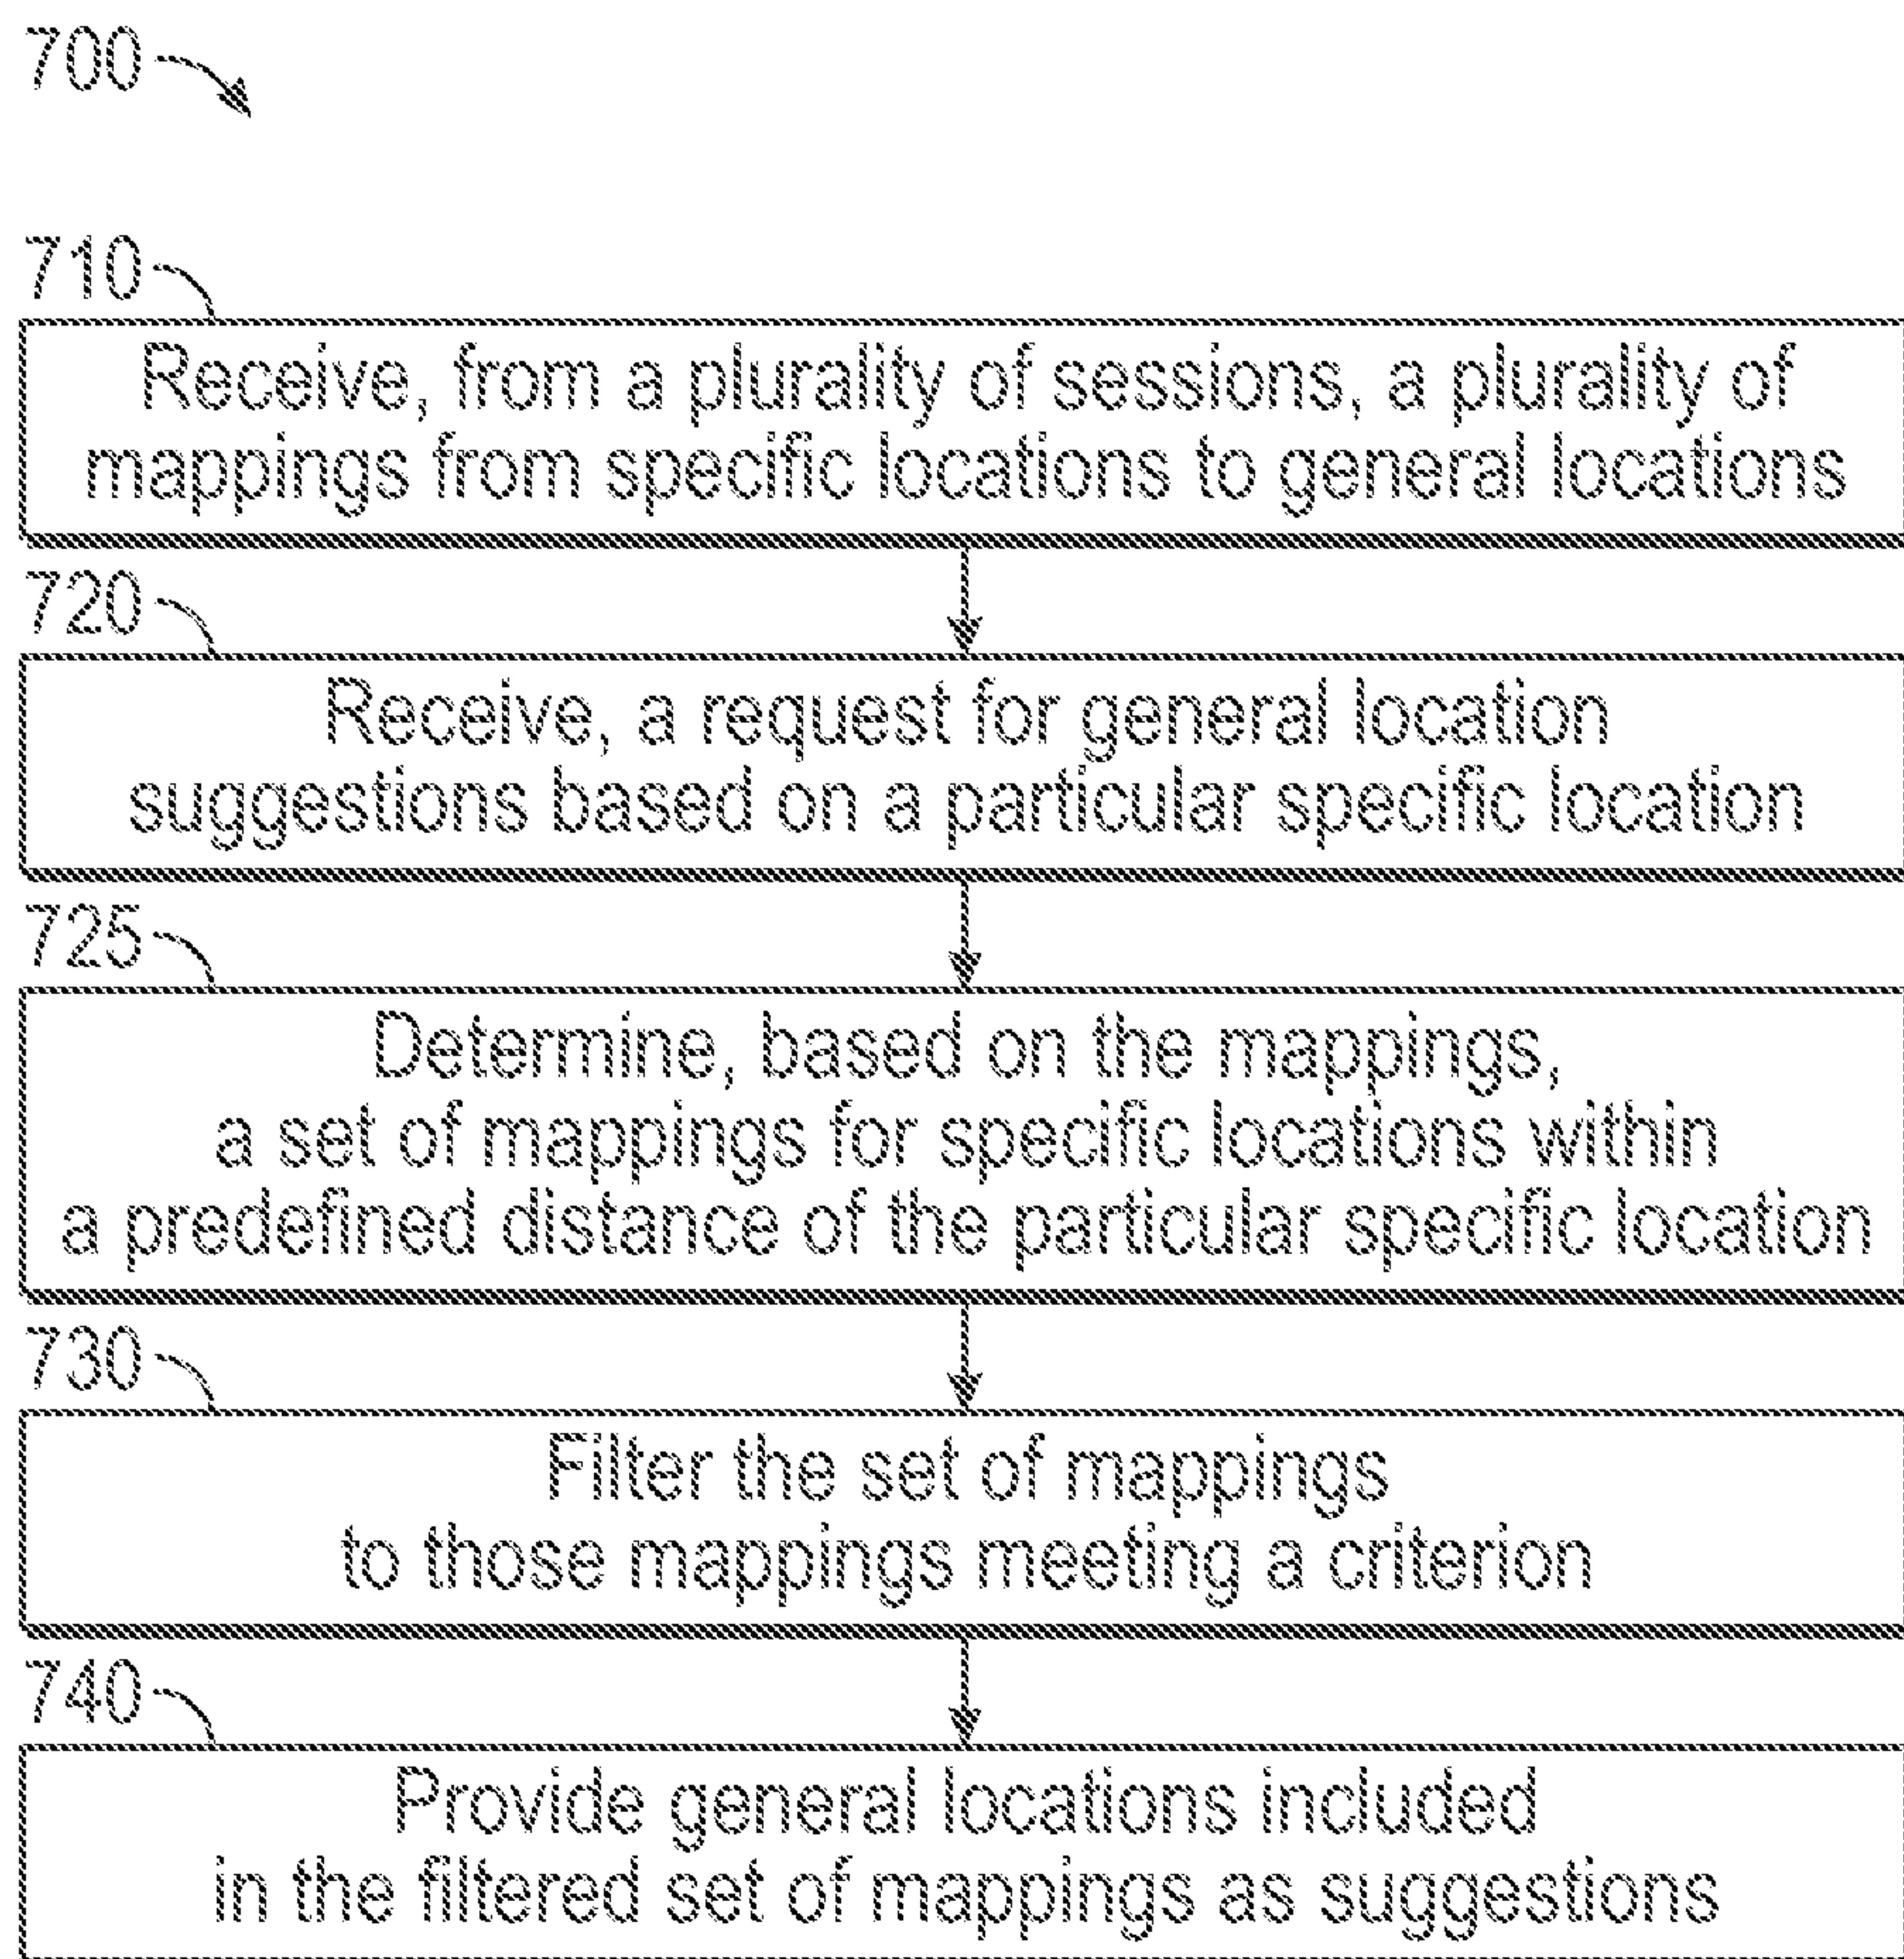 700
710
Receive, from a plurality of sessions, a plurality of
mappings from specific locations to general locations
720
Receive, a request for general location
suggestions based on a particular specific location
725
Determine, based on the mappings,
a set of mappings for specific locations within
a predefined distance of the particular specific location
730
Filter the set of mappings
to those mappings meeting a criterion
740
Provide general locations included
in the filtered set of mappings as suggestions